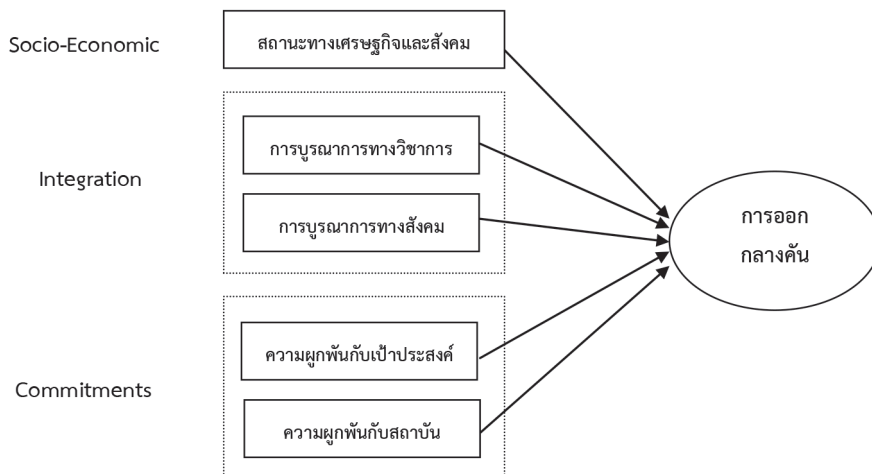 Socio-Economic
สถานะทางเศรษฐกิจและสังคม
Integration
การบูรณาการทางวิชาการ
การบูรณาการทางสังคม
การออก
กลางคัน
Commitments
ความผูกพันกับเป้าประสงค์
ความผูกพันกับสถาบัน